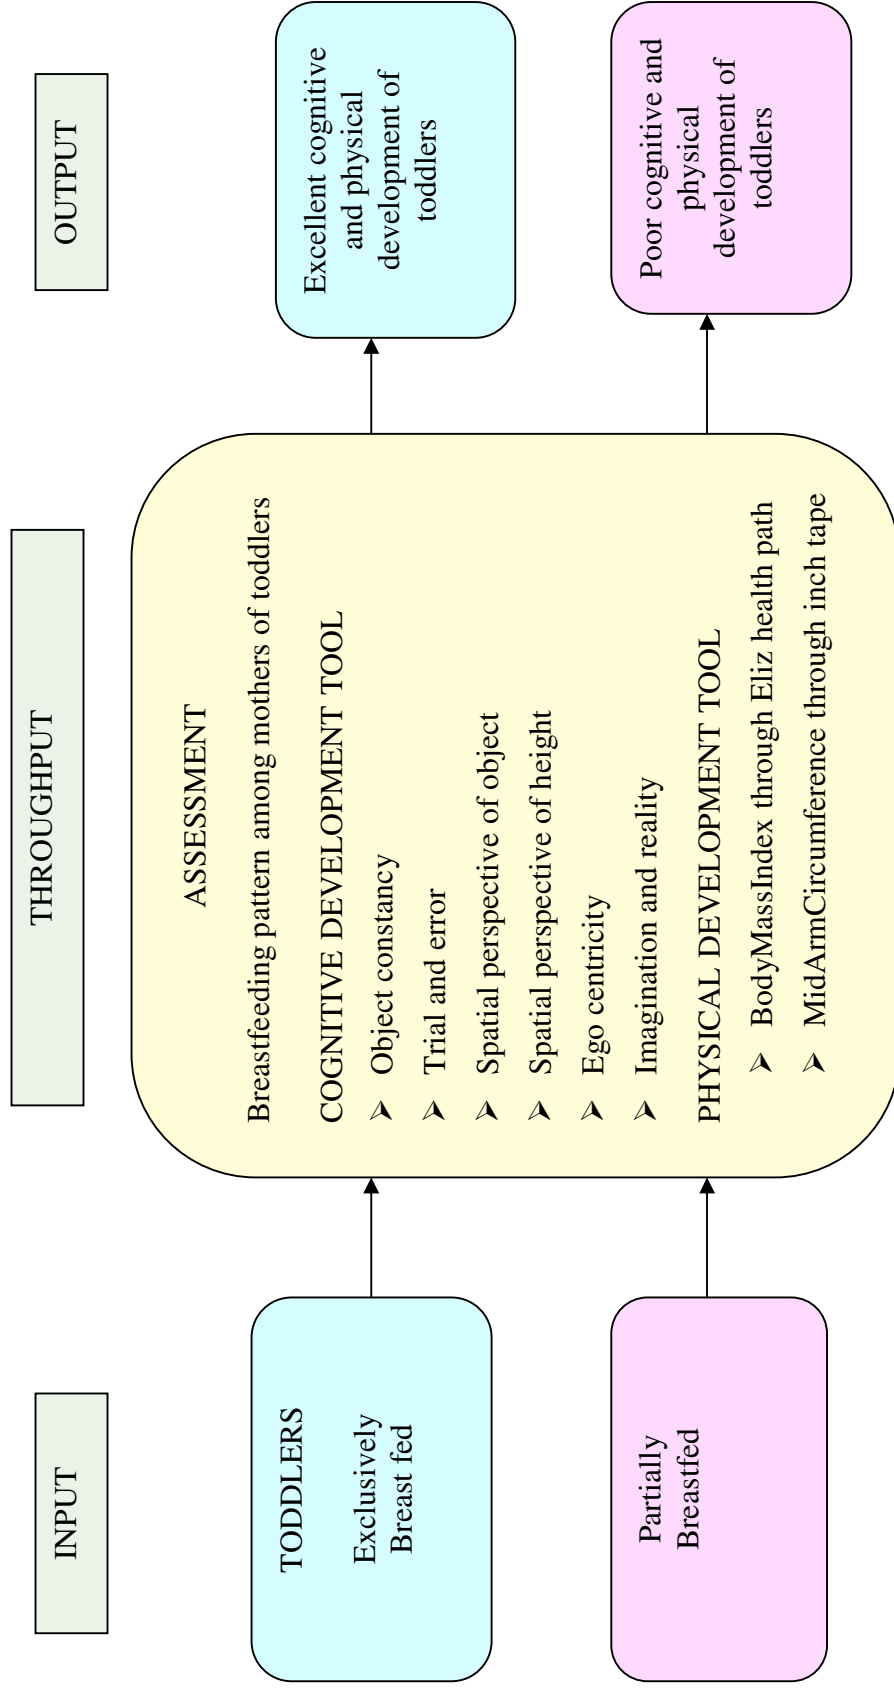 INPUT
THROUGHPUT
OUTPUT
TODDLERS
Exclusively
Breast fed
Partially
Breastfed
ASSESSMENT
Breastfeeding pattern among mothers of toddlers
COGNITIVE DEVELOPMENT TOOL
➢ Object constancy
➢ Trial and error
➢ Spatial perspective of object
➢ Spatial perspective of height
➢ Ego centricity
➢ Imagination and reality
PHYSICAL DEVELOPMENT TOOL
➢ BodyMassIndex through Eliz health path
➢ MidArmCircumference through inch tape
Excellent cognitive
and physical
development of
toddlers
Poor cognitive and
physical
development of
toddlers